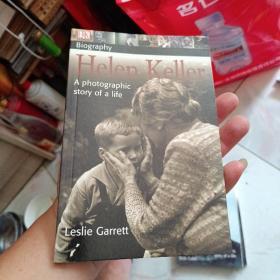 DK
Biography
Helen Keller
A photographic
story of a life
Leslie Garrett